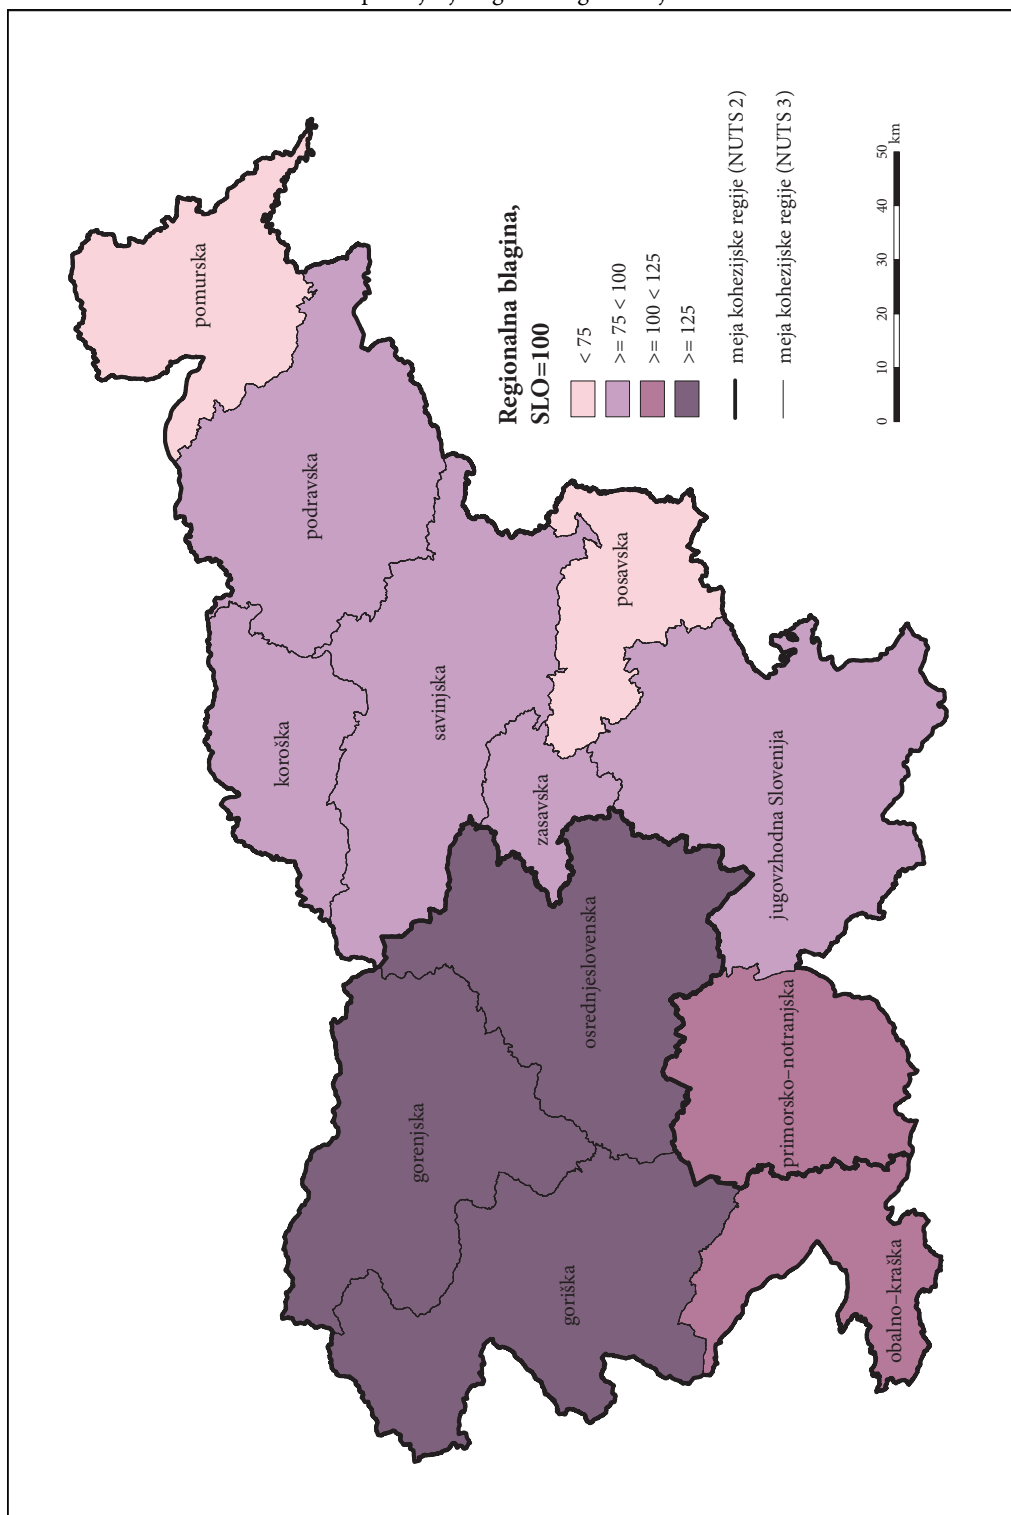 pomurska
podravska
koroška
savinjska
posavska
zasavska
jugovzhodna Slovenija
osrednjeslovenska
gorenjska
primorsko–notranjska
goriška
obalno–kraška
Regionalna blagina,
SLO=100
< 75
>= 75 < 100
>= 100 < 125
>= 125
meja kohezijske regije (NUTS 2)
meja kohezijske regije (NUTS 3)
0 10 20 30 40 50
km